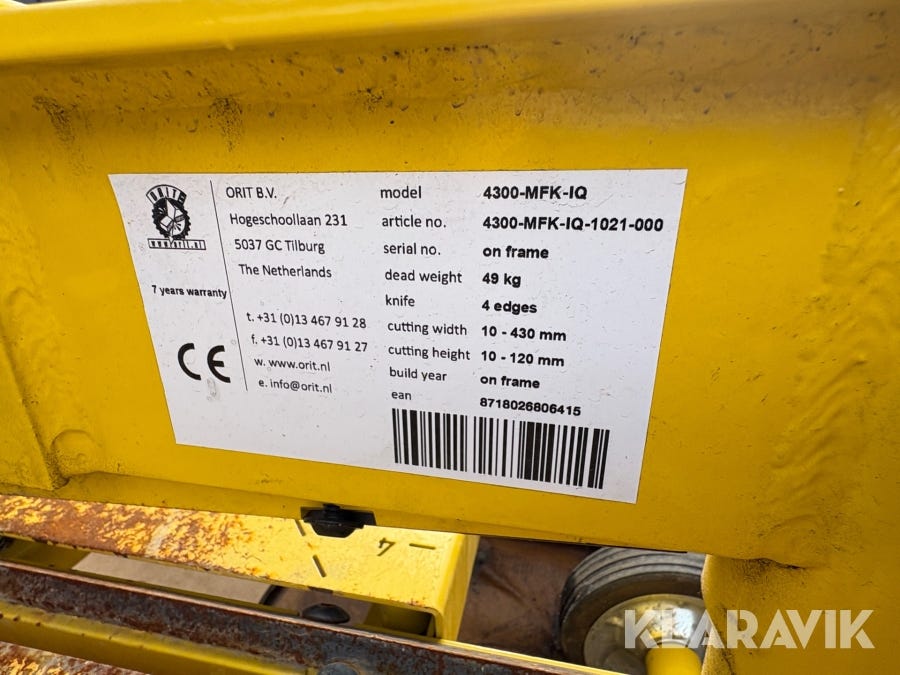 ORIT
www.orit.nl
7 years warranty
CE
ORIT B.V.
Hogeschoollaan 231
5037 GC Tilburg
The Netherlands
t. +31 (0)13 467 91 28
f. +31 (0)13 467 91 27
w. www.orit.nl
e. info@orit.nl
model 4300-MFK-IQ
article no. 4300-MFK-IQ-1021-000
serial no. on frame
dead weight 49 kg
knife 4 edges
cutting width 10 - 430 mm
cutting height 10 - 120 mm
build year on frame
ean 8718026806415
4
KLARAVIK